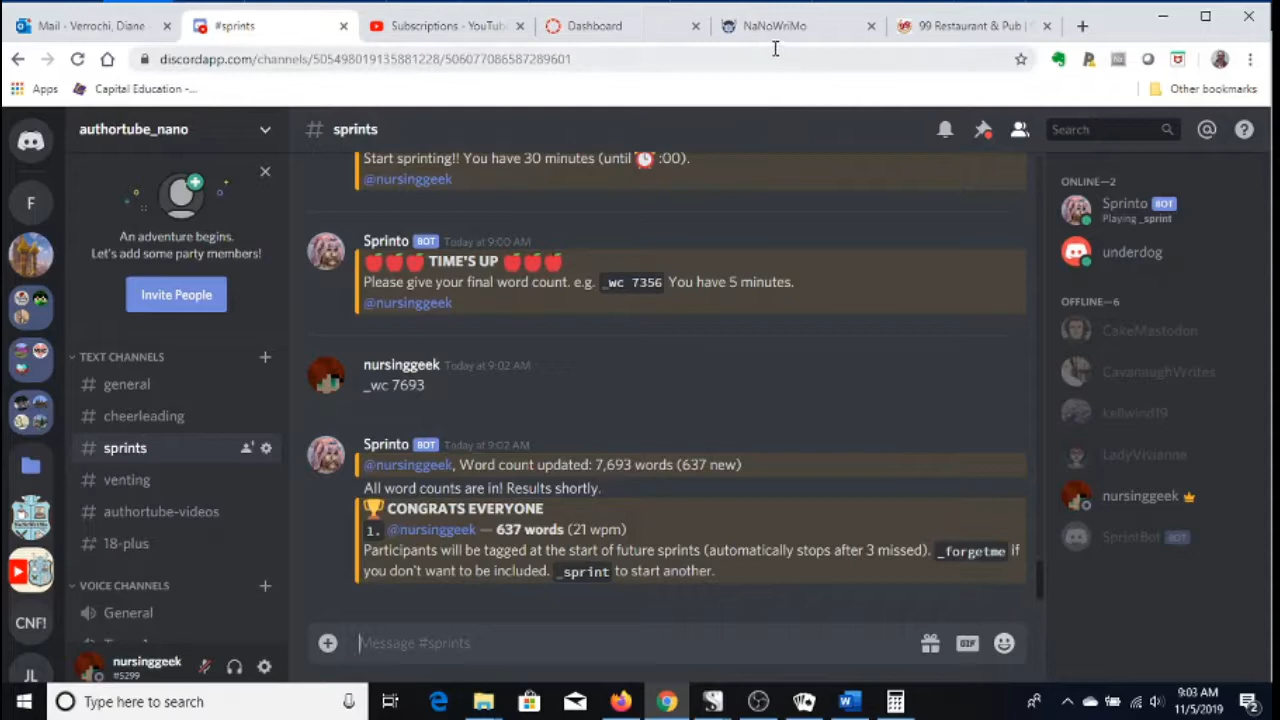 Mail - Verrochi, Diane
#sprints
Subscriptions - YouTu
Dashboard
NaNoWriMo
99 Restaurant & Pub |
discordapp.com/channels/505498019135881228/506077086587289601
Apps
Capital Education -...
Other bookmarks
authortube_nano
# sprints
Search
An adventure begins.
Let's add some party members!
Invite People
TEXT CHANNELS
# general
# cheerleading
# sprints
# venting
# authortube-videos
# 18-plus
VOICE CHANNELS
General
F
CNF!
JL
nursinggeek
#5299
Start sprinting!! You have 30 minutes (until ⏰ :00).
@nursinggeek
Sprinto BOT Today at 9:00 AM
🍎🍎🍎 TIME'S UP 🍎🍎🍎
Please give your final word count. e.g. _wc 7356 You have 5 minutes.
@nursinggeek
nursinggeek Today at 9:02 AM
_wc 7693
Sprinto BOT Today at 9:02 AM
@nursinggeek, Word count updated: 7,693 words (637 new)
All word counts are in! Results shortly.
🏆 CONGRATS EVERYONE
1. @nursinggeek — 637 words (21 wpm)
Participants will be tagged at the start of future sprints (automatically stops after 3 missed). _forgetme if
you don't want to be included. _sprint to start another.
Message #sprints
GIF
ONLINE—2
Sprinto BOT
Playing _sprint
underdog
OFFLINE—6
CakeMastodon
CavanaughWrites
kellwind19
LadyVivianne
nursinggeek
SprintBot BOT
Type here to search
9:03 AM
11/5/2019
2